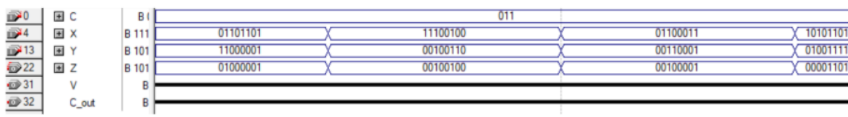 0 C B ( 011
4 X B 111 01101101 11100100 01100011 10101101
13 Y B 101 11000001 00100110 00110001 01001111
22 Z B 101 01000001 00100100 00100001 00001101
31 V B
32 C_out B